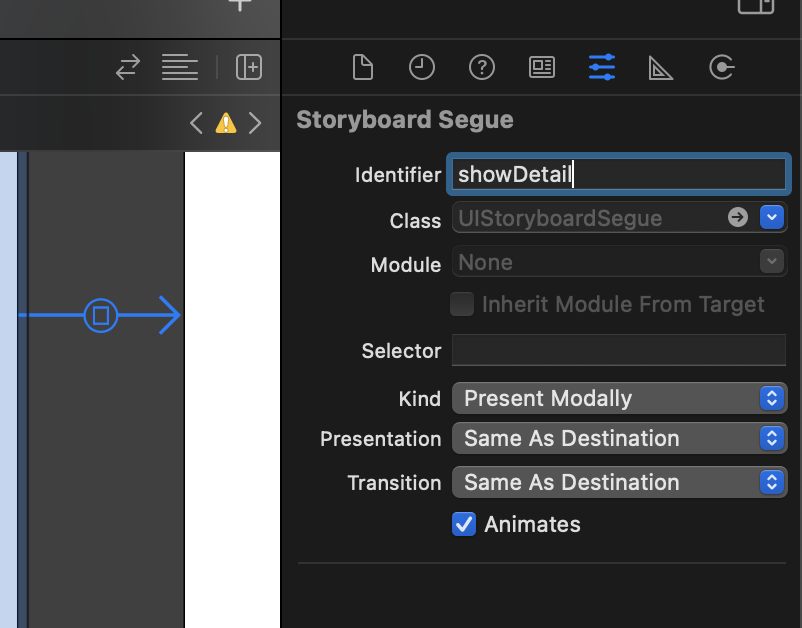 Storyboard Segue
Identifier showDetail
Class UIStoryboardSegue
Module None
Inherit Module From Target
Selector
Kind Present Modally
Presentation Same As Destination
Transition Same As Destination
Animates